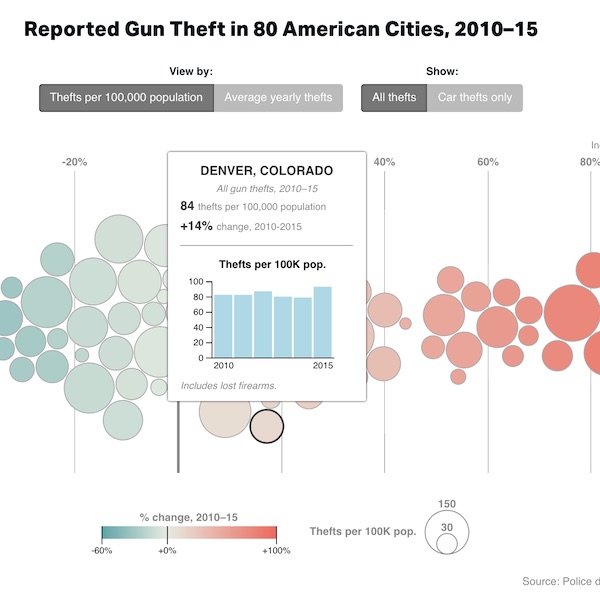 Reported Gun Theft in 80 American Cities, 2010–15
View by:
Show:
Thefts per 100,000 population
Average yearly thefts
All thefts
Car thefts only
-20%
40%
60%
80%
DENVER, COLORADO
All gun thefts, 2010–15
84 thefts per 100,000 population
+14% change, 2010-2015
Thefts per 100K pop.
100
80
60
40
20
0
2010
2015
Includes lost firearms.
% change, 2010–15
-60%
+0%
+100%
Thefts per 100K pop.
150
30
Source: Police